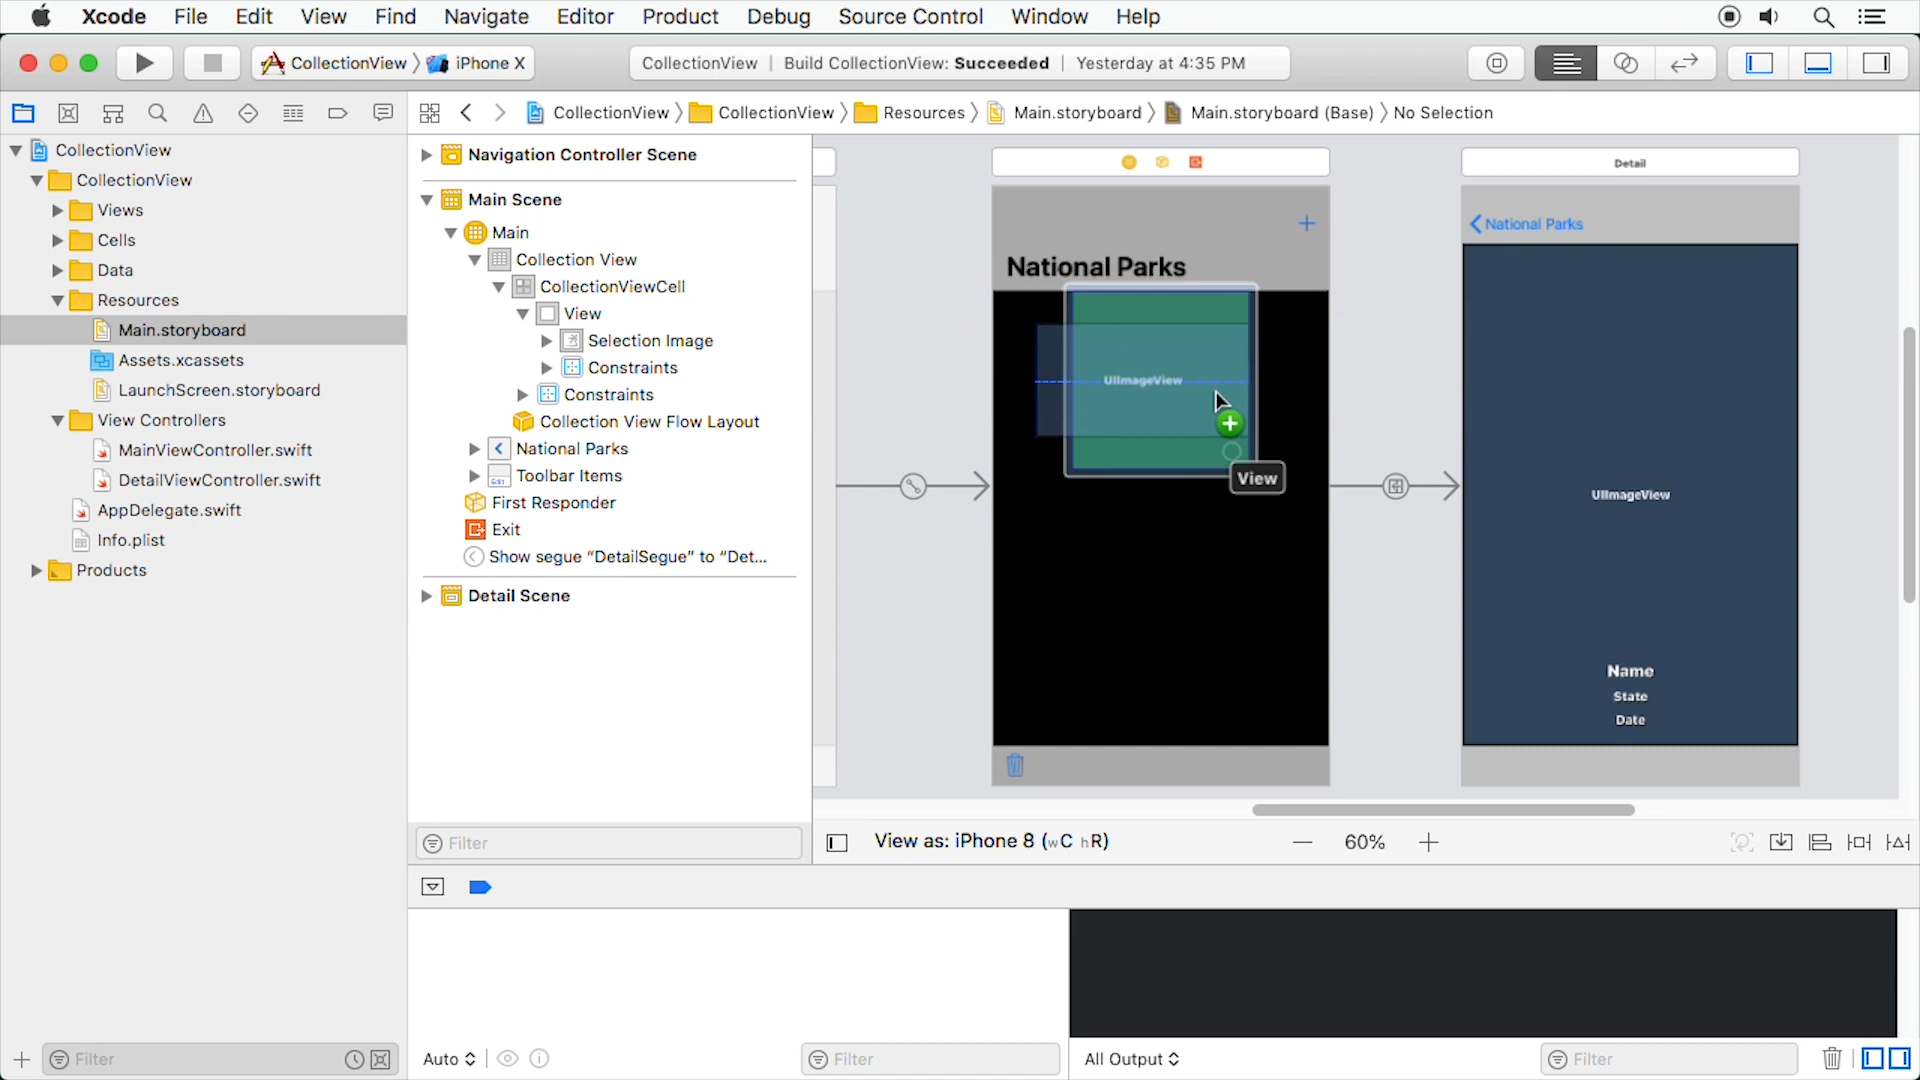 Xcode File Edit View Find Navigate Editor Product Debug Source Control Window Help
CollectionView iPhone X
CollectionView | Build CollectionView: Succeeded | Yesterday at 4:35 PM
CollectionView CollectionView Resources Main.storyboard Main.storyboard (Base) No Selection
CollectionView
CollectionView
Views
Cells
Data
Resources
Main.storyboard
Assets.xcassets
LaunchScreen.storyboard
View Controllers
MainViewController.swift
DetailViewController.swift
AppDelegate.swift
Info.plist
Products
Filter
Navigation Controller Scene
Main Scene
Main
Collection View
CollectionViewCell
View
Selection Image
Constraints
Constraints
Collection View Flow Layout
National Parks
Edit
Toolbar Items
First Responder
Exit
Show segue “DetailSegue” to “Det...
Detail Scene
Filter
National Parks
UIImageView
View
Detail
National Parks
UIImageView
Name
State
Date
View as: iPhone 8 (wC hR)
60%
Auto
Filter
All Output
Filter